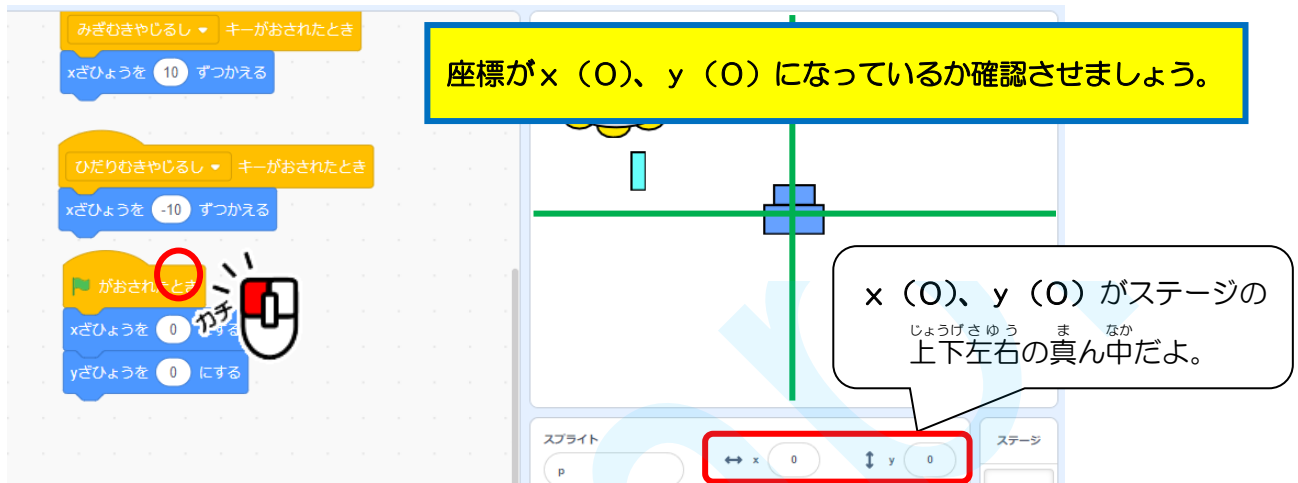 みぎむきやじるし キーがおされたとき
xざひょうを 10 ずつかえる
座標がx（0）、y（0）になっているか確認させましょう。
ひだりむきやじるし キーがおされたとき
xざひょうを -10 ずつかえる
がおされたとき
カチ
xざひょうを 0 にする
yざひょうを 0 にする
x（0）、y（0）がステージの
じょうげさゆう ま なか
上下左右の真ん中だよ。
スプライト
p
x 0 y 0
ステージ